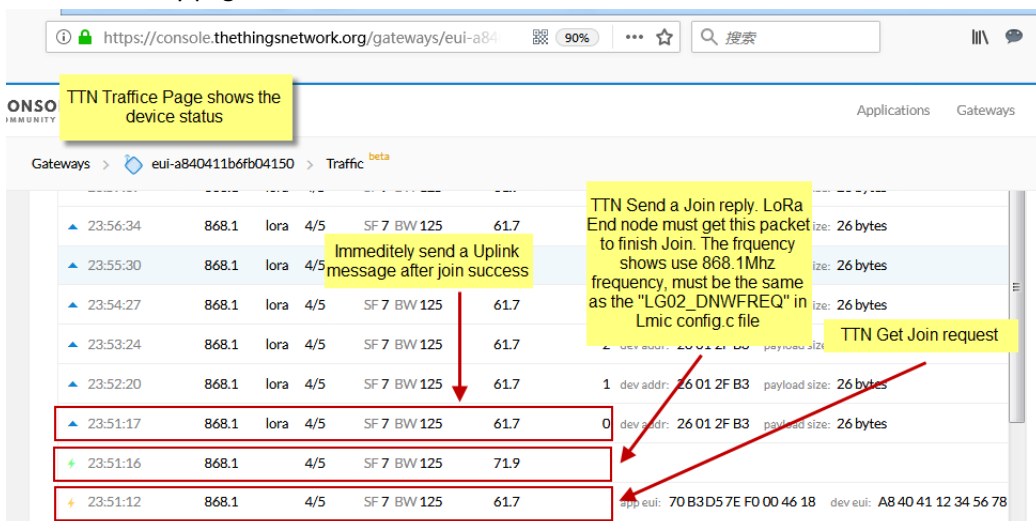 https://console.thethingsnetwork.org/gateways/eui-a84 90% 搜索
TTN Traffice Page shows the
device status
ONSO
MMUNITY
Applications Gateways
Gateways > eui-a840411b6fb04150 > Traffic beta
TTN Send a Join reply. LoRa
End node must get this packet
to finish Join. The frquency
shows use 868.1Mhz
frequency, must be the same
as the "LG02_DNWFREQ" in
Lmic config.c file
Immeditely send a Uplink
message after join success
TTN Get Join request
23:56:34 868.1 lora 4/5 SF 7 BW 125 61.7 ize: 26 bytes
23:55:30 868.1 lora 4/5 61.7 ize: 26 bytes
23:54:27 868.1 lora 4/5 SF 7 BW 125 61.7 ize: 26 bytes
23:53:24 868.1 lora 4/5 SF 7 BW 125 61.7 2 dev addr: 26 01 2F B3 payload size
23:52:20 868.1 lora 4/5 SF 7 BW 125 61.7 1 dev addr: 26 01 2F B3 payload size: 26 bytes
23:51:17 868.1 lora 4/5 SF 7 BW 125 61.7 0 dev addr: 26 01 2F B3 payload size: 26 bytes
23:51:16 868.1 4/5 SF 7 BW 125 71.9
23:51:12 868.1 4/5 SF 7 BW 125 61.7 app eui: 70 B3 D5 7E F0 00 46 18 dev eui: A8 40 41 12 34 56 78